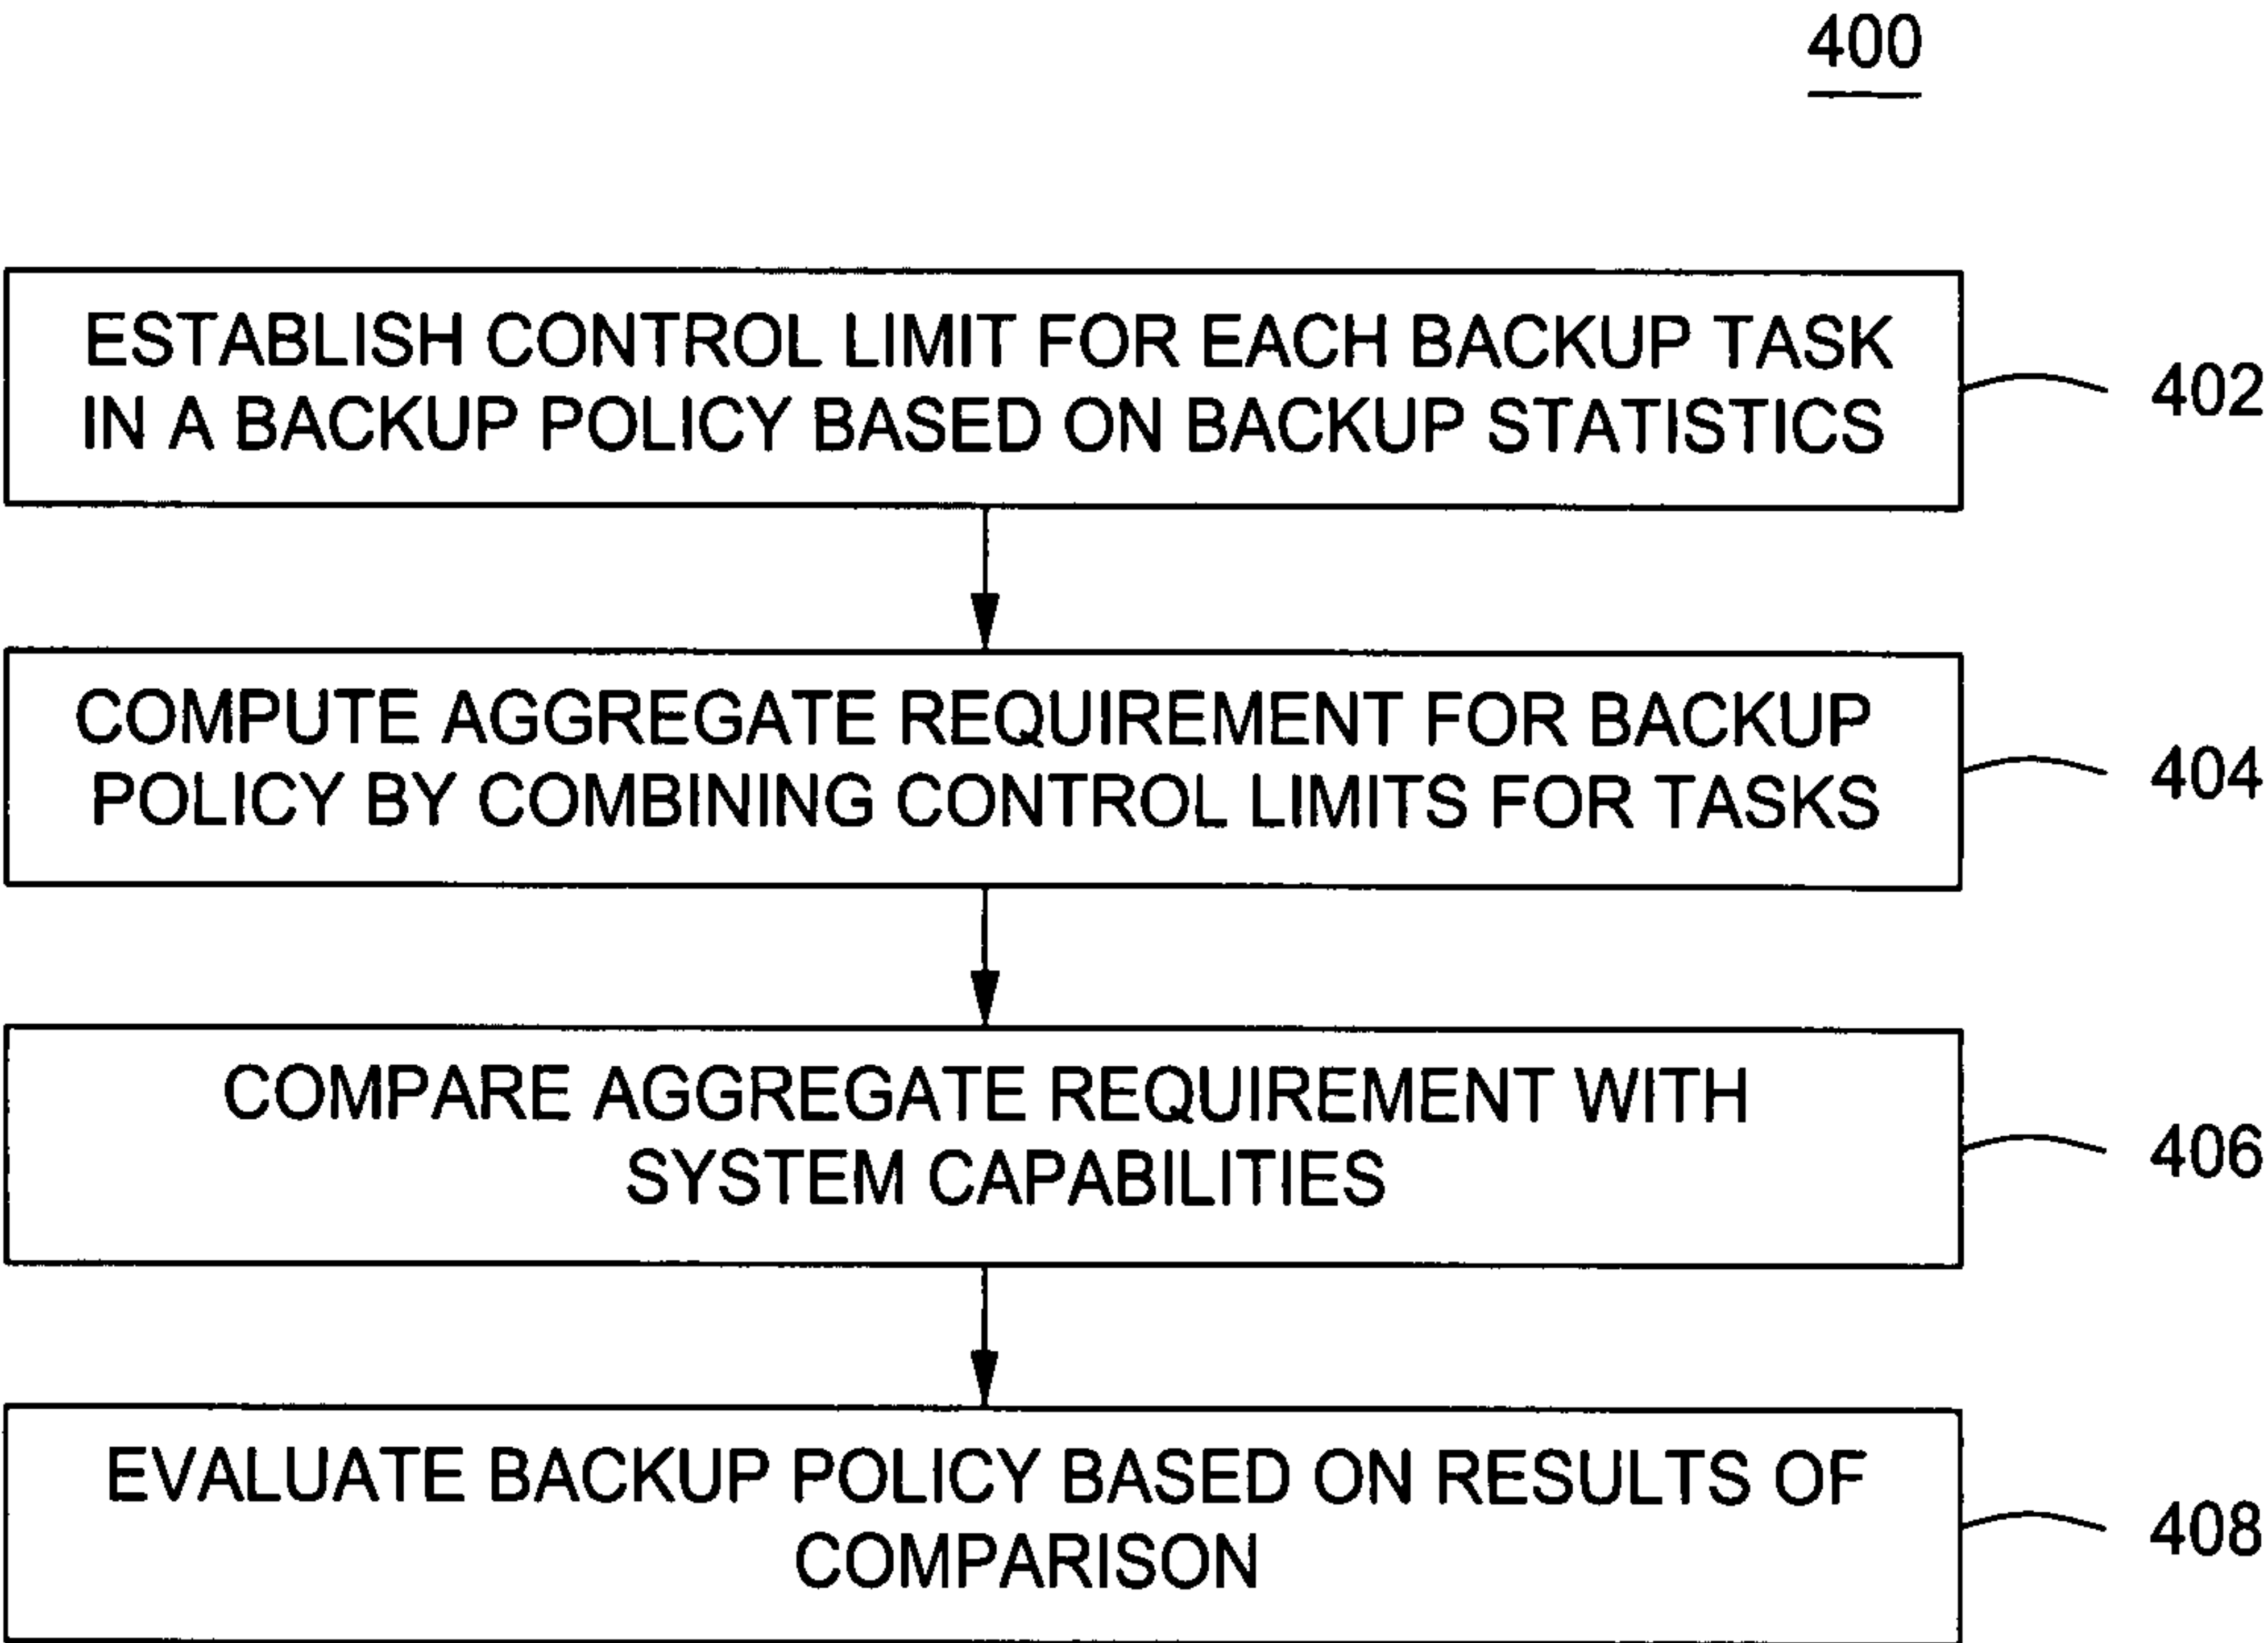 400
ESTABLISH CONTROL LIMIT FOR EACH BACKUP TASK
IN A BACKUP POLICY BASED ON BACKUP STATISTICS
402
COMPUTE AGGREGATE REQUIREMENT FOR BACKUP
POLICY BY COMBINING CONTROL LIMITS FOR TASKS
404
COMPARE AGGREGATE REQUIREMENT WITH
SYSTEM CAPABILITIES
406
EVALUATE BACKUP POLICY BASED ON RESULTS OF
COMPARISON
408